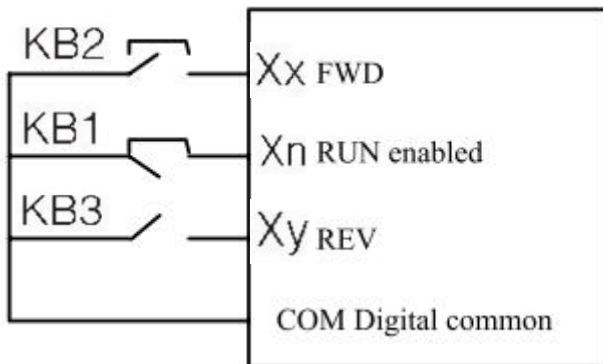 KB2 Xx FWD
KB1 Xn RUN enabled
KB3 Xy REV
COM Digital common